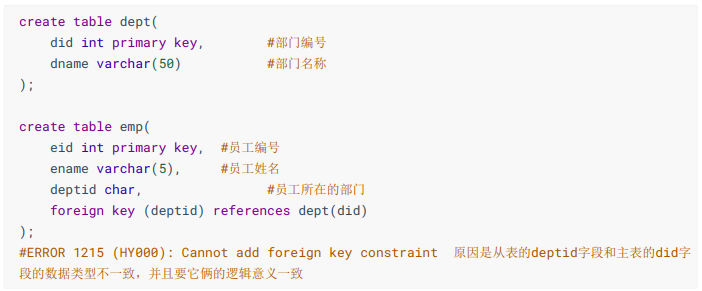 create table dept(
    did int primary key,        #部门编号
    dname varchar(50)           #部门名称
);
create table emp(
    eid int primary key,  #员工编号
    ename varchar(5),     #员工姓名
    deptid char,                #员工所在的部门
    foreign key (deptid) references dept(did)
);
#ERROR 1215 (HY000): Cannot add foreign key constraint  原因是从表的deptid字段和主表的did字
段的数据类型不一致，并且要它俩的逻辑意义一致